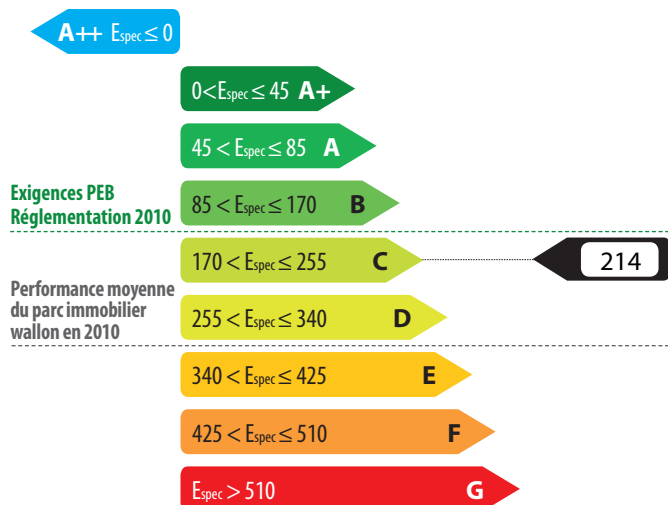 A++ Espec ≤ 0
0<Espec ≤ 45 A+
45 < Espec ≤ 85 A
Exigences PEB
Réglementation 2010
85 < Espec ≤ 170 B
170 < Espec ≤ 255 C
214
Performance moyenne
du parc immobilier
wallon en 2010
255 < Espec ≤ 340 D
340 < Espec ≤ 425 E
425 < Espec ≤ 510 F
Espec > 510 G